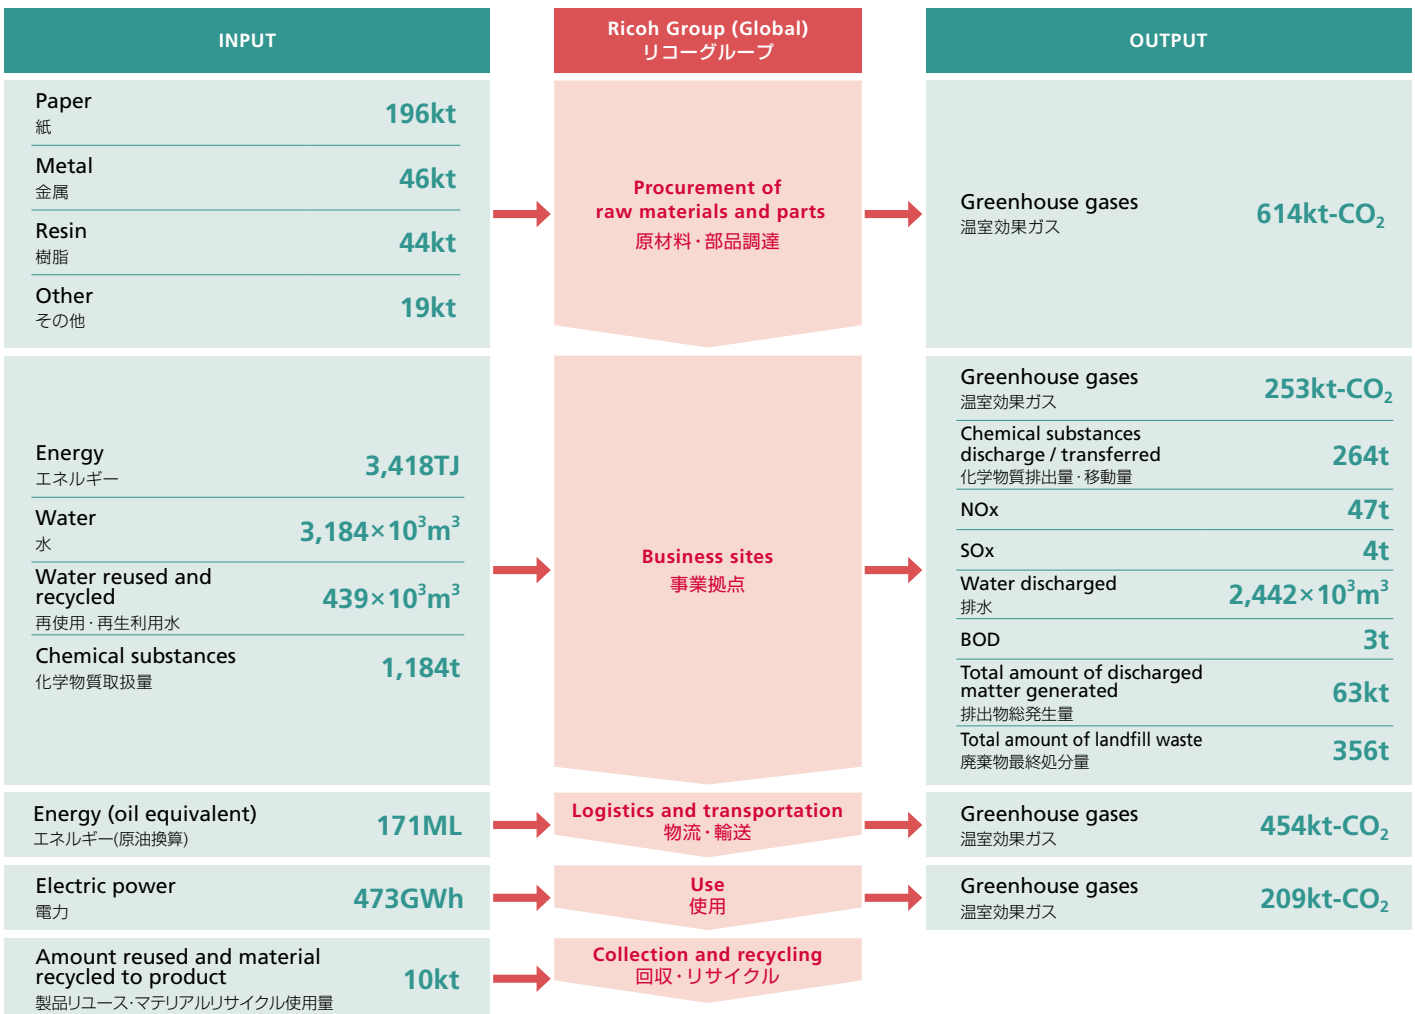 INPUT
Ricoh Group (Global)
リコーグループ
OUTPUT
Paper
紙
196kt
Metal
金属
46kt
Resin
樹脂
44kt
Other
その他
19kt
Procurement of
raw materials and parts
原材料・部品調達
Greenhouse gases
温室効果ガス
614kt-CO₂
Energy
エネルギー
3,418TJ
Water
水
3,184×10³m³
Water reused and
recycled
再使用・再生利用水
439×10³m³
Chemical substances
化学物質取扱量
1,184t
Business sites
事業拠点
Greenhouse gases
温室効果ガス
253kt-CO₂
Chemical substances
discharge / transferred
化学物質排出量・移動量
264t
NOx
47t
SOx
4t
Water discharged
排水
2,442×10³m³
BOD
3t
Total amount of discharged
matter generated
排出物総発生量
63kt
Total amount of landfill waste
廃棄物最終処分量
356t
Energy (oil equivalent)
エネルギー(原油換算)
171ML
Logistics and transportation
物流・輸送
Greenhouse gases
温室効果ガス
454kt-CO₂
Electric power
電力
473GWh
Use
使用
Greenhouse gases
温室効果ガス
209kt-CO₂
Amount reused and material
recycled to product
製品リユース・マテリアルリサイクル使用量
10kt
Collection and recycling
回収・リサイクル